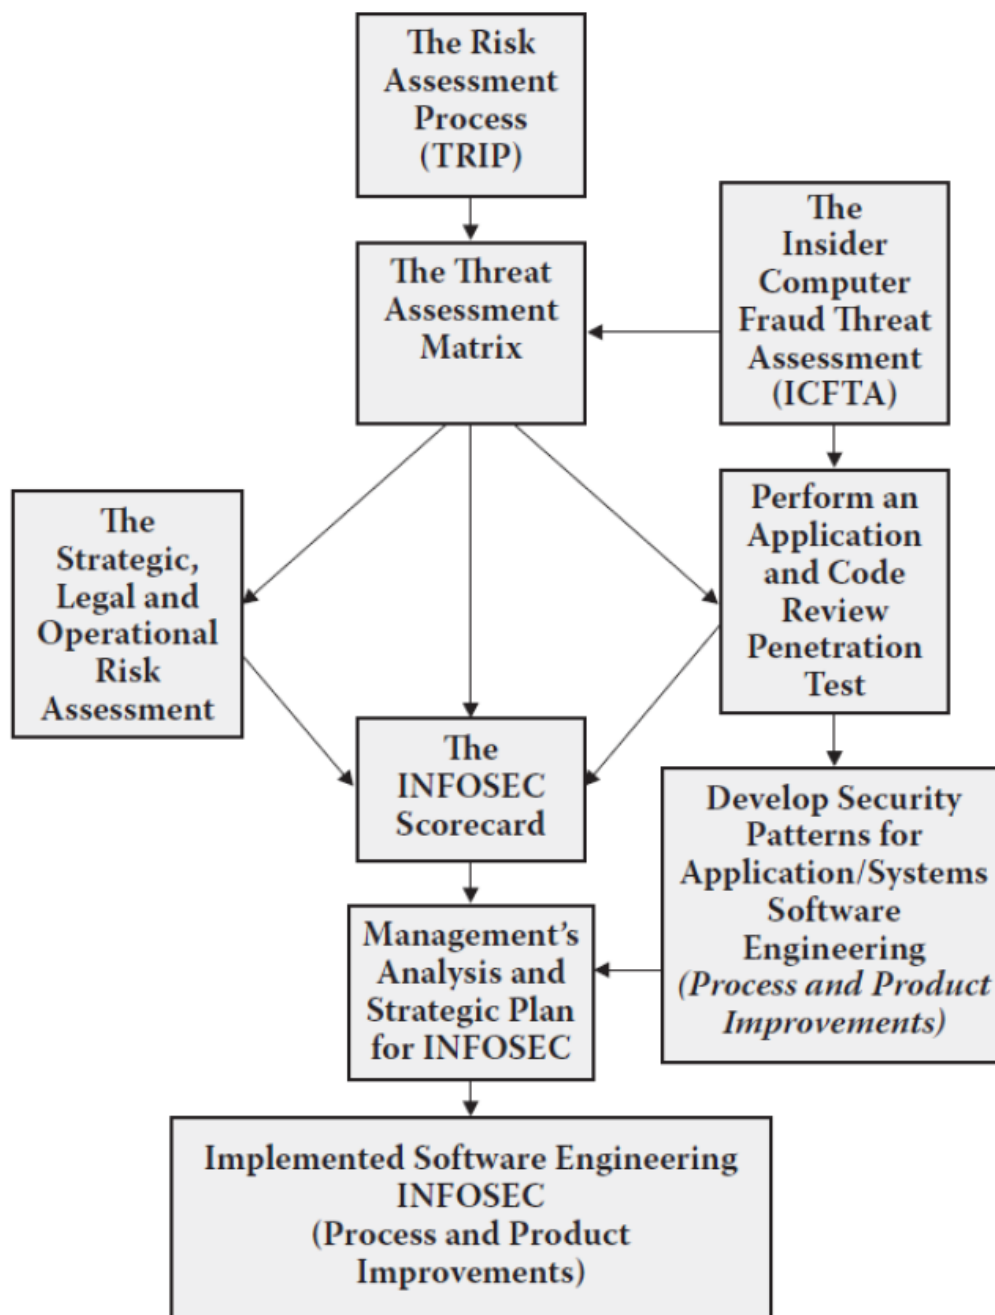 The Risk
Assessment
Process
(TRIP)
The
Insider
Computer
Fraud Threat
Assessment
(ICFTA)
The Threat
Assessment
Matrix
The
Strategic,
Legal and
Operational
Risk
Assessment
Perform an
Application
and Code
Review
Penetration
Test
The
INFOSEC
Scorecard
Develop Security
Patterns for
Application/Systems
Software
Engineering
(Process and Product
Improvements)
Management’s
Analysis and
Strategic Plan
for INFOSEC
Implemented Software Engineering
INFOSEC
(Process and Product
Improvements)